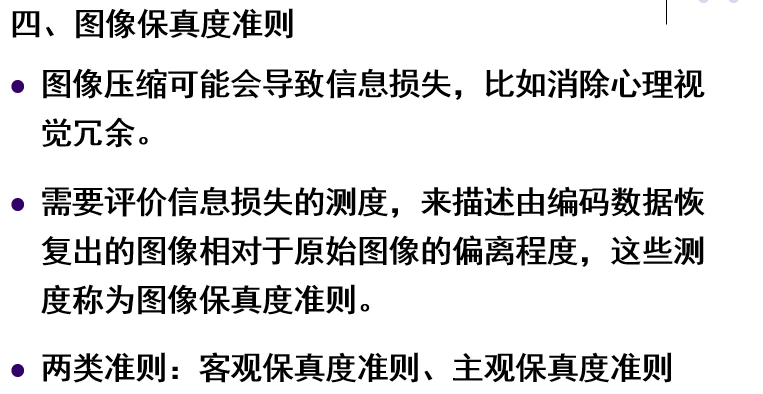 四、图像保真度准则
图像压缩可能会导致信息损失，比如消除心理视
觉冗余。
需要评价信息损失的测度，来描述由编码数据恢
复出的图像相对于原始图像的偏离程度，这些测
度称为图像保真度准则。
两类准则：客观保真度准则、主观保真度准则